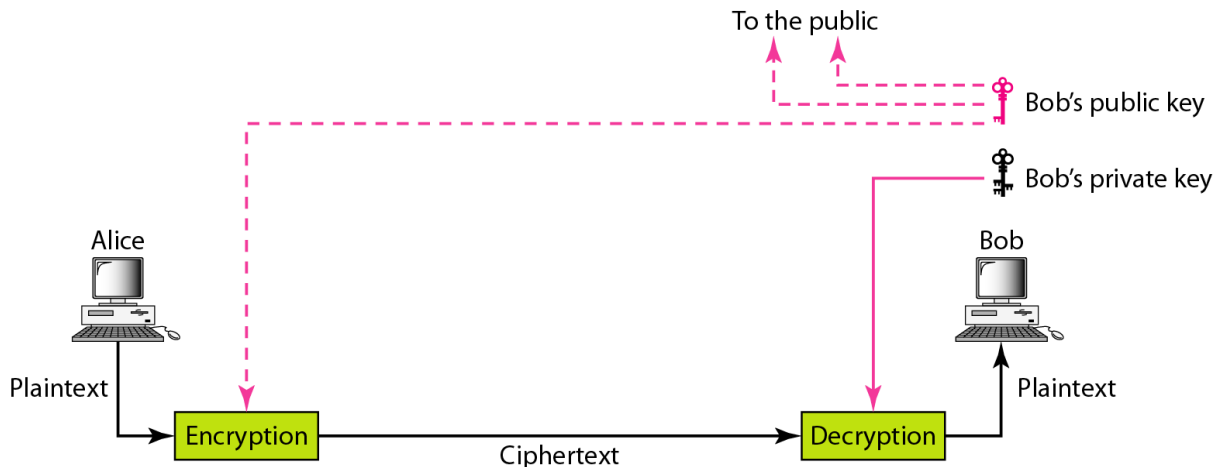 To the public
Bob’s public key
Bob’s private key
Alice
Bob
Plaintext
Plaintext
Encryption
Decryption
Ciphertext